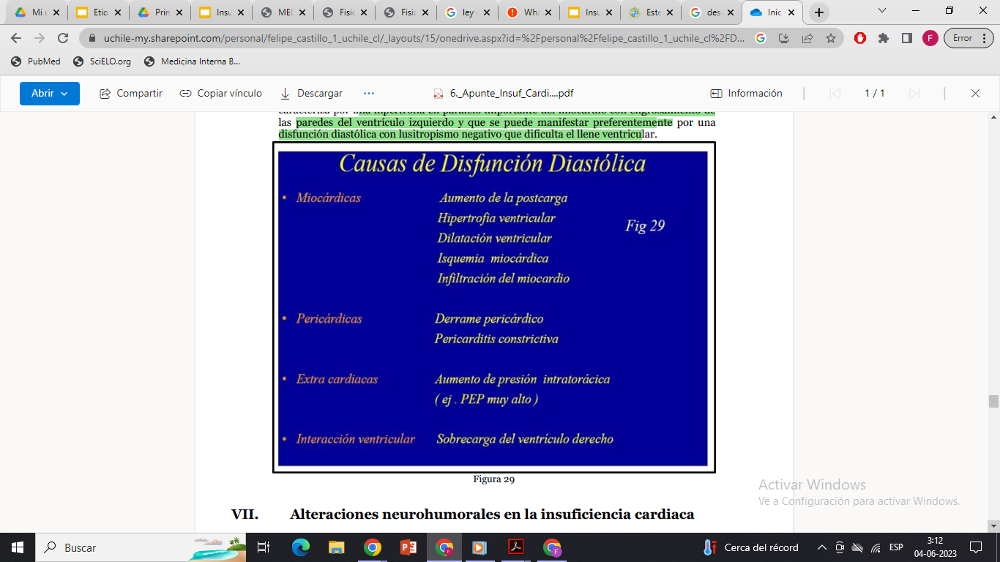 Mi u
Etio
Prin
Insu
MEC
Fisio
Fisio
ley
Wha
Insu
Este
des
Inic
uchile-my.sharepoint.com/personal/felipe_castillo_1_uchile_cl/_layouts/15/onedrive.aspx?id=%2Fpersonal%2Ffelipe_castillo_1_uchile_cl%2FD...
F
Error
PubMed
SciELO.org
Medicina Interna B...
Abrir
Compartir
Copiar vínculo
Descargar
6._Apunte_Insuf_Cardi....pdf
Información
1 / 1
caracteriza por una hipertrofia en paralelo importante del miocardio con engrosamiento de
las paredes del ventrículo izquierdo y que se puede manifestar preferentemente por una
disfunción diastólica con lusitropismo negativo que dificulta el llene ventricular.
Causas de Disfunción Diastólica
• Miocárdicas Aumento de la postcarga
Hipertrofia ventricular
Fig 29
Dilatación ventricular
Isquemia miocárdica
Infiltración del miocardio
• Pericárdicas Derrame pericárdico
Pericarditis constrictiva
• Extra cardiacas Aumento de presión intratorácica
( ej . PEP muy alto )
• Interacción ventricular Sobrecarga del ventrículo derecho
Figura 29
Activar Windows
Ve a Configuración para activar Windows.
VII. Alteraciones neurohumorales en la insuficiencia cardiaca
Buscar
Cerca del récord
ESP
3:12
04-06-2023